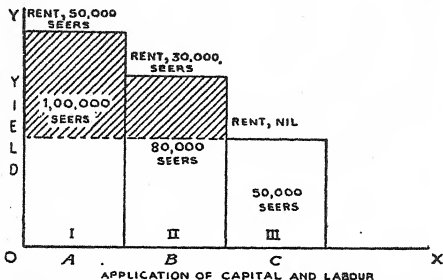 Y
RENT, 50,000
SEERS
RENT, 30,000,
SEERS
RENT, NIL
YIELD
1,00,000
SEERS
80,000
SEERS
50,000
SEERS
I
II
III
O
A
B
C
X
APPLICATION OF CAPITAL AND LABOUR